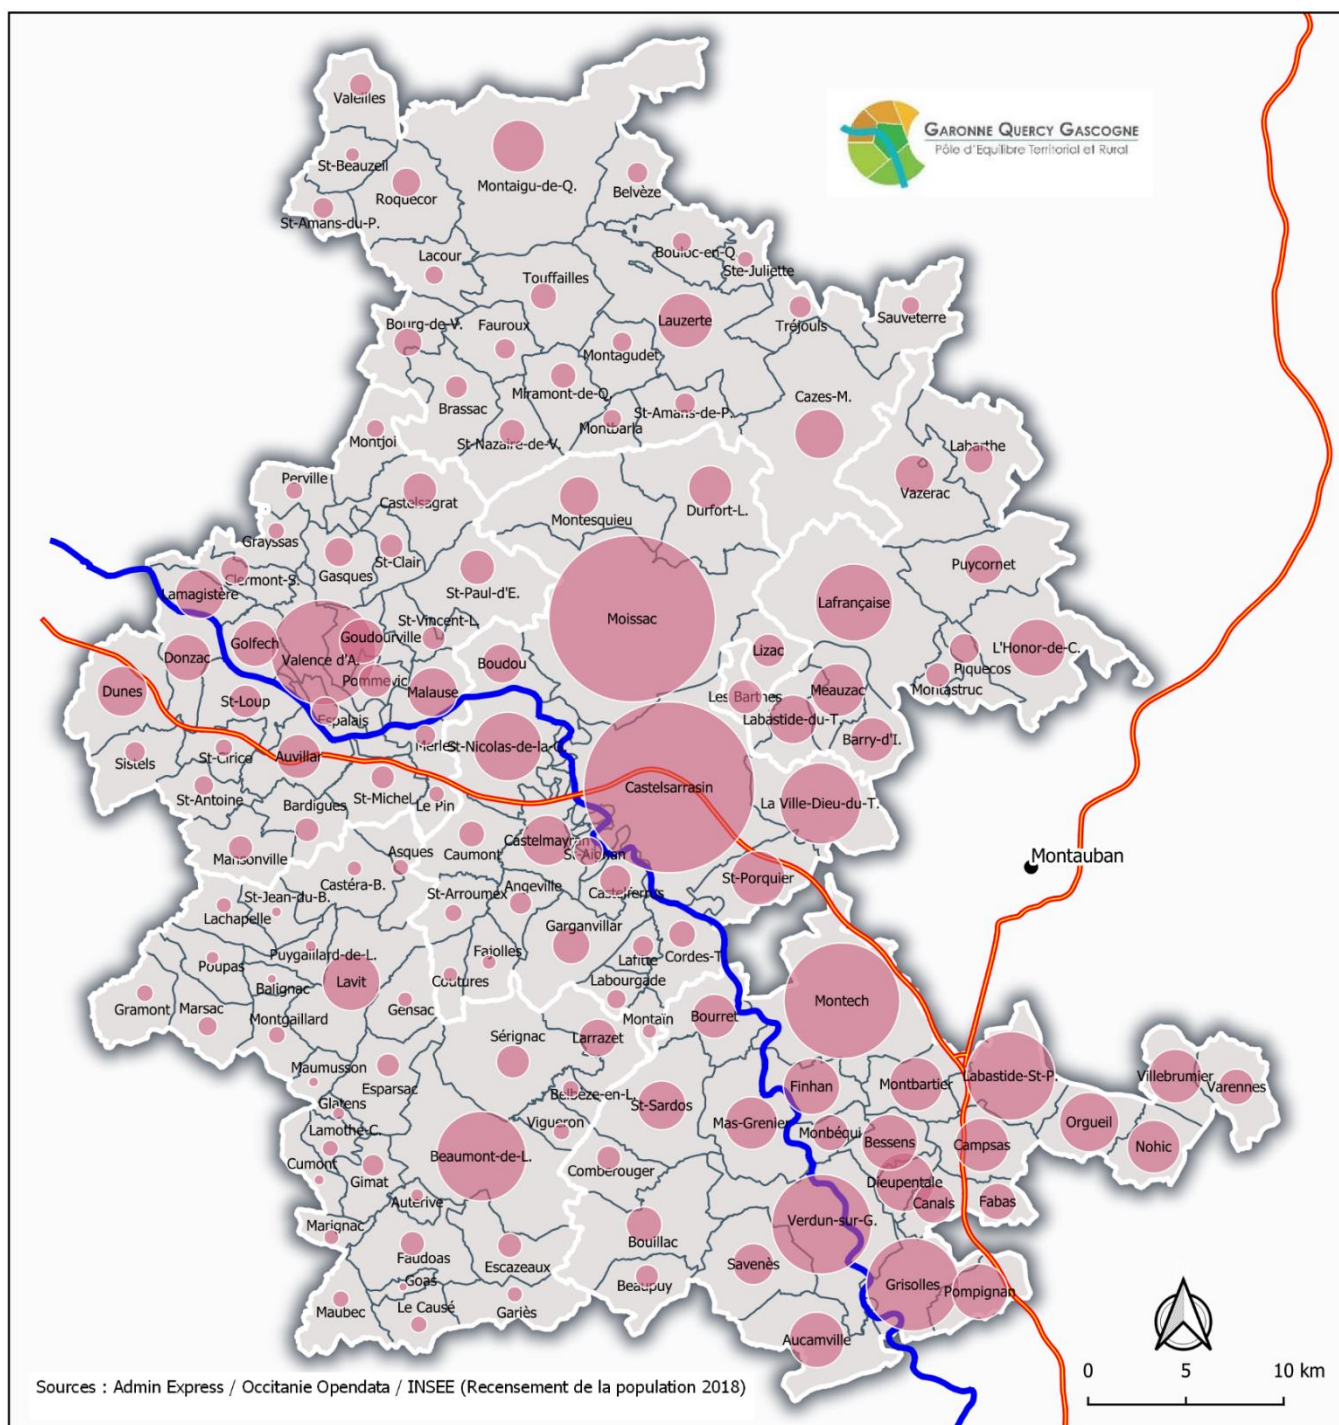 GARONNE QUERCY GASCOGNE
Pôle d'Equilibre Territorial et Rural
Valeilles
St-Beauzeil
Montaigu-de-Q.
Belvèze
Roquecor
St-Amans-du-P.
Bouloc-en-Q
Lacour
Ste-Juliette
Touffailles
Tréjouls
Sauveterre
Bourg-de-V.
Fauroux
Lauzerte
Montagudet
Brassac
Miramont-de-Q.
Cazes-M.
St-Amans-de-P.
Montbarla
Montjoi
St-Nazaire-de-V.
Labarthe
Perville
Castelsagrat
Montesquieu
Durfort-L.
Vazerac
Grayssas
Gasques
St-Clair
Clermont-S.
Puycornet
St-Paul-d'E.
Lamagistère
Lafrançaise
Moissac
St-Vincent-L.
Golfech
Goudourville
Lizac
L'Honor-de-C.
Donzac
Valence d'A.
Boudou
Piquecos
Pommevic
Montastruc
Dunes
Malause
Les Barthes
Meauzac
St-Loup
Espalais
Labastide-du-T.
Barry-d'I.
Merles
St-Nicolas-de-la-G.
Sistels
St-Cirice
Auvillar
St-Michel
Castelsarrasin
La Ville-Dieu-du-T.
St-Antoine
Bardigues
Le Pin
Mansonville
Caumont
Castelmayran
St-Aignan
Montauban
Asques
Castéra-B.
St-Porquier
St-Jean-du-B.
St-Arroumex
Angeville
Castelferrus
Lachapelle
Garganvillar
Puygaillard-de-L.
Fajolles
Lafitte
Cordes-T.
Poupas
Lavit
Coutures
Labourgade
Balignac
Gramont
Marsac
Gensac
Montech
Montgaillard
Bourret
Montaïn
Sérignac
Larrazet
Maumusson
Esparsac
Labastide-St-P.
Villebrumier
Varennes
Belbèze-en-L.
Finhan
Montbartier
Glatens
St-Sardos
Lamothe-C.
Vigueron
Mas-Grenier
Monbéqui
Bessens
Campsas
Orgueil
Nohic
Beaumont-de-L.
Cumont
Comberouger
Gimat
Dieupentale
Auterive
Canals
Fabas
Marignac
Verdun-sur-G.
Faudoas
Escazeaux
Bouillac
Savenès
Goas
Beaupuy
Grisolles
Pompignan
Maubec
Le Causé
Gariès
Aucamville
0 5 10 km
Sources : Admin Express / Occitanie Opendata / INSEE (Recensement de la population 2018)